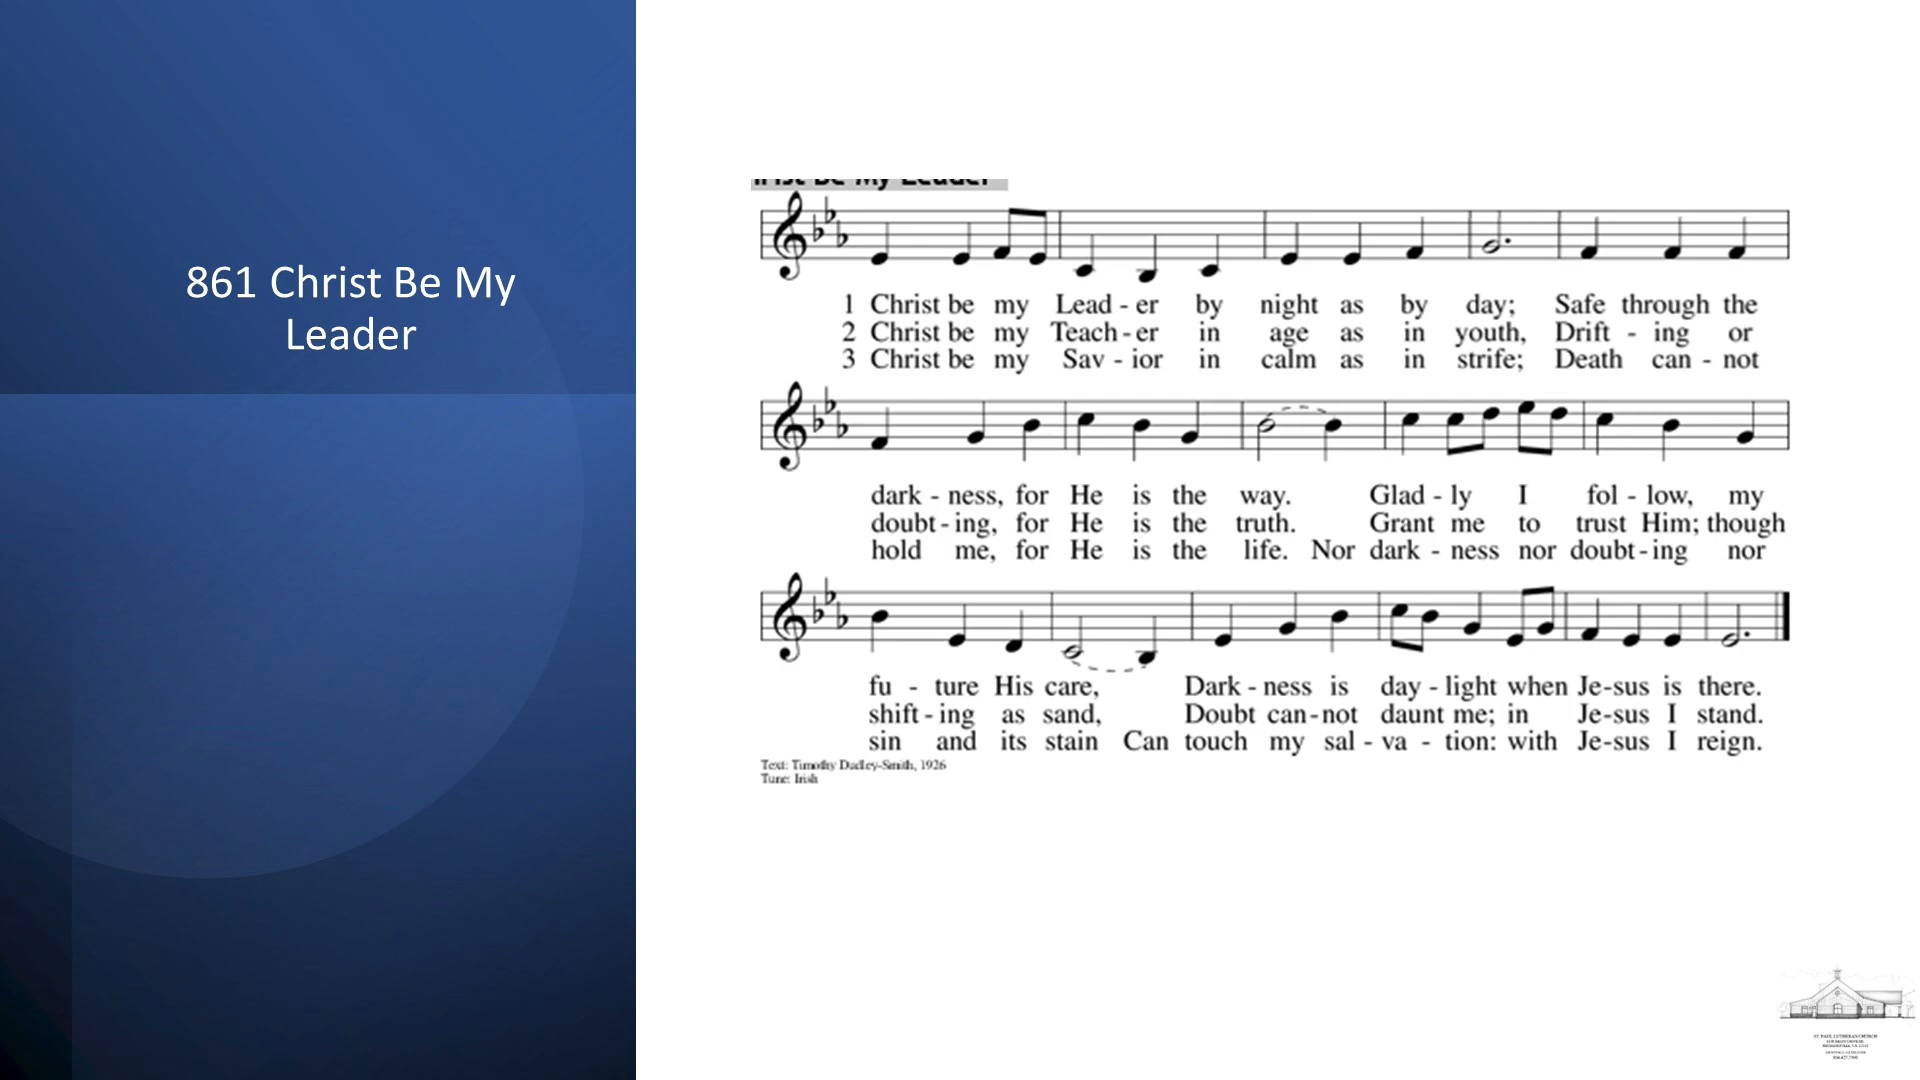 861 Christ Be My
Leader
1 Christ be my Lead - er by night as by day; Safe through the
2 Christ be my Teach - er in age as in youth, Drift - ing or
3 Christ be my Sav - ior in calm as in strife; Death can - not
dark - ness, for He is the way. Glad - ly I fol - low, my
doubt - ing, for He is the truth. Grant me to trust Him; though
hold me, for He is the life. Nor dark - ness nor doubt - ing nor
fu - ture His care, Dark - ness is day - light when Je - sus is there.
shift - ing as sand, Doubt can - not daunt me; in Je - sus I stand.
sin and its stain Can touch my sal - va - tion: with Je - sus I reign.
Text: Timothy Dudley-Smith, 1926
Tune: Irish
ST. PAUL LUTHERAN CHURCH